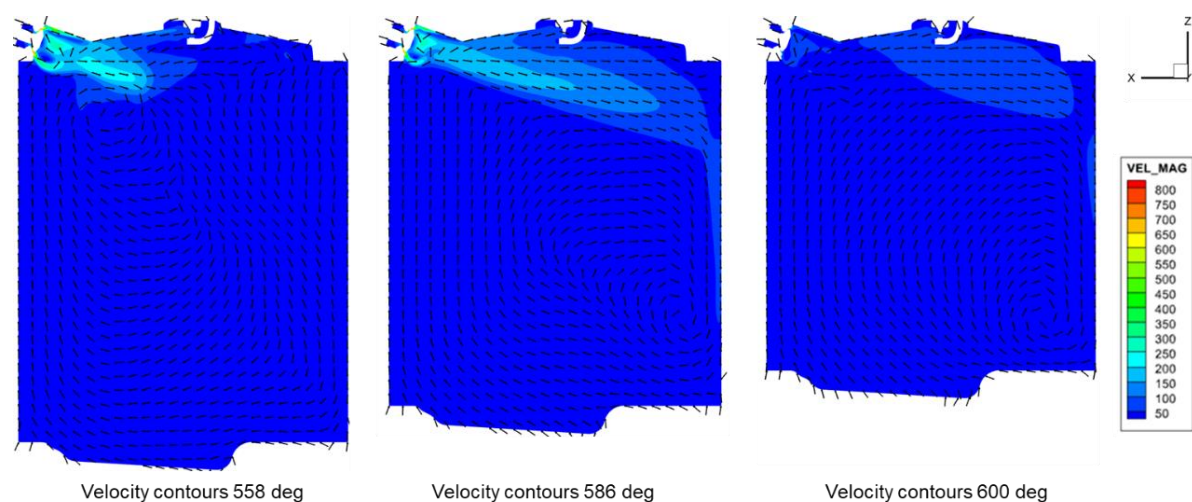 Z
X
Y
VEL_MAG
800
750
700
650
600
550
500
450
400
350
300
250
200
150
100
50
Velocity contours 558 deg
Velocity contours 586 deg
Velocity contours 600 deg